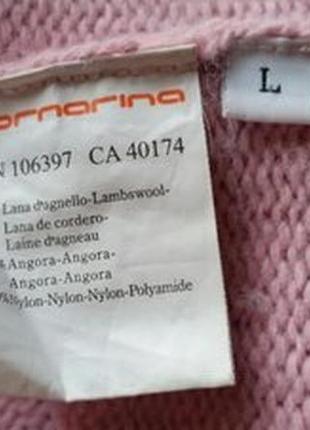 ornarina
L
N 106397 CA 40174
Lana d'agnello-Lambswool-
Lana de cordero-
Laine d'agneau
% Angora-Angora-
Angora-Angora
%Nylon-Nylon-Nylon-Polyamide